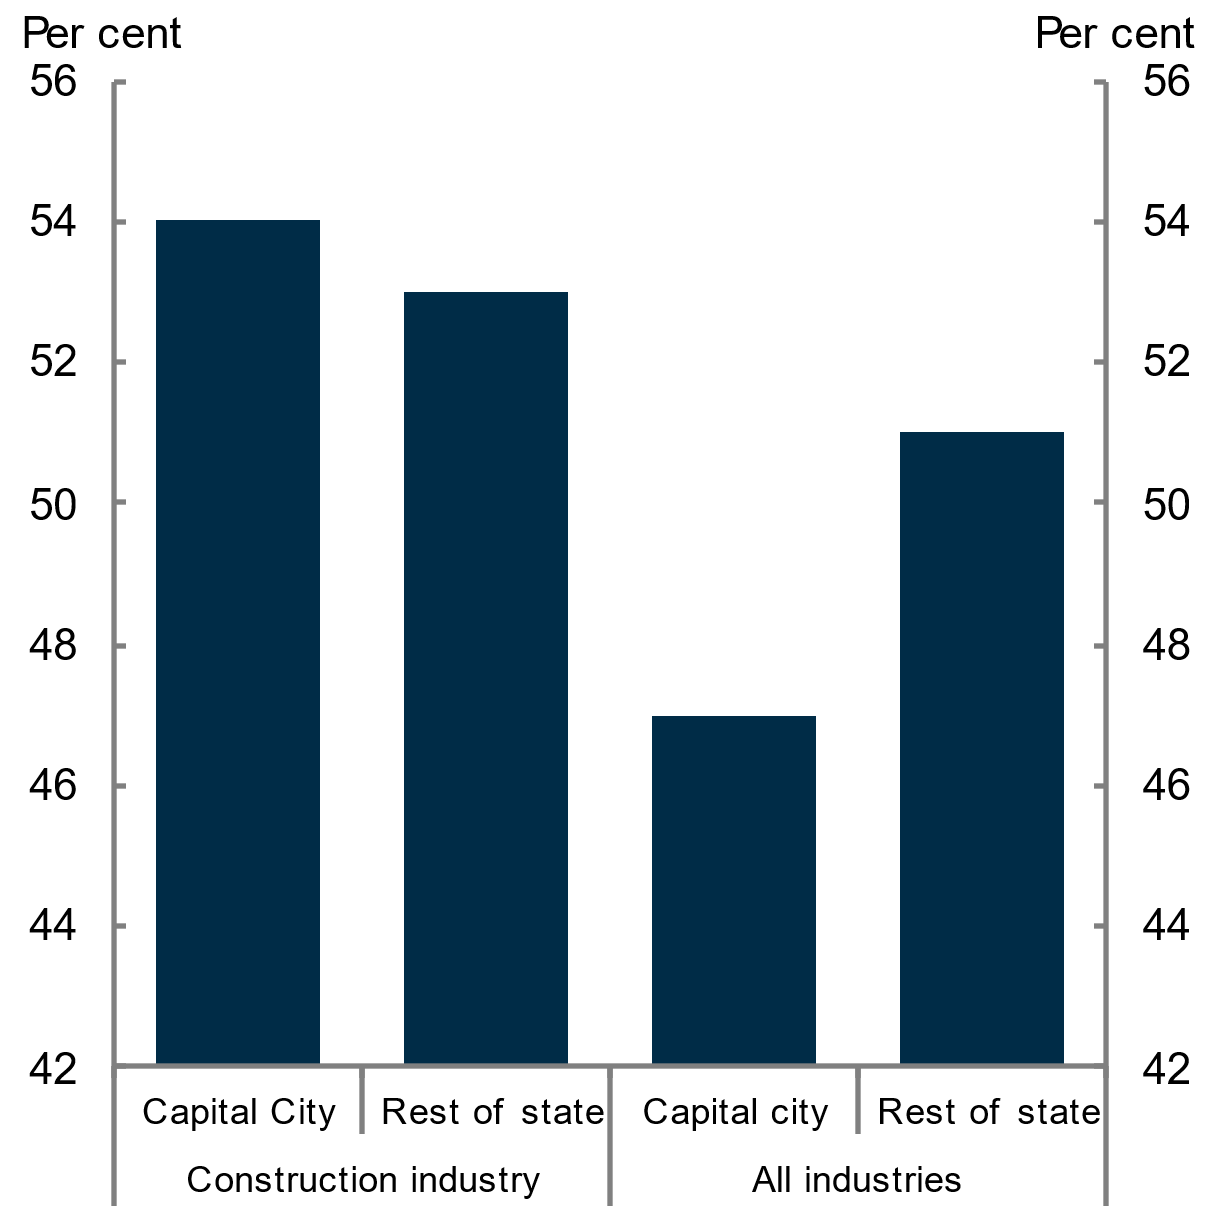 Per cent Per cent
56 56
54 54
52 52
50 50
48 48
46 46
44 44
42 42
Capital City Rest of state Capital city Rest of state
Construction industry All industries